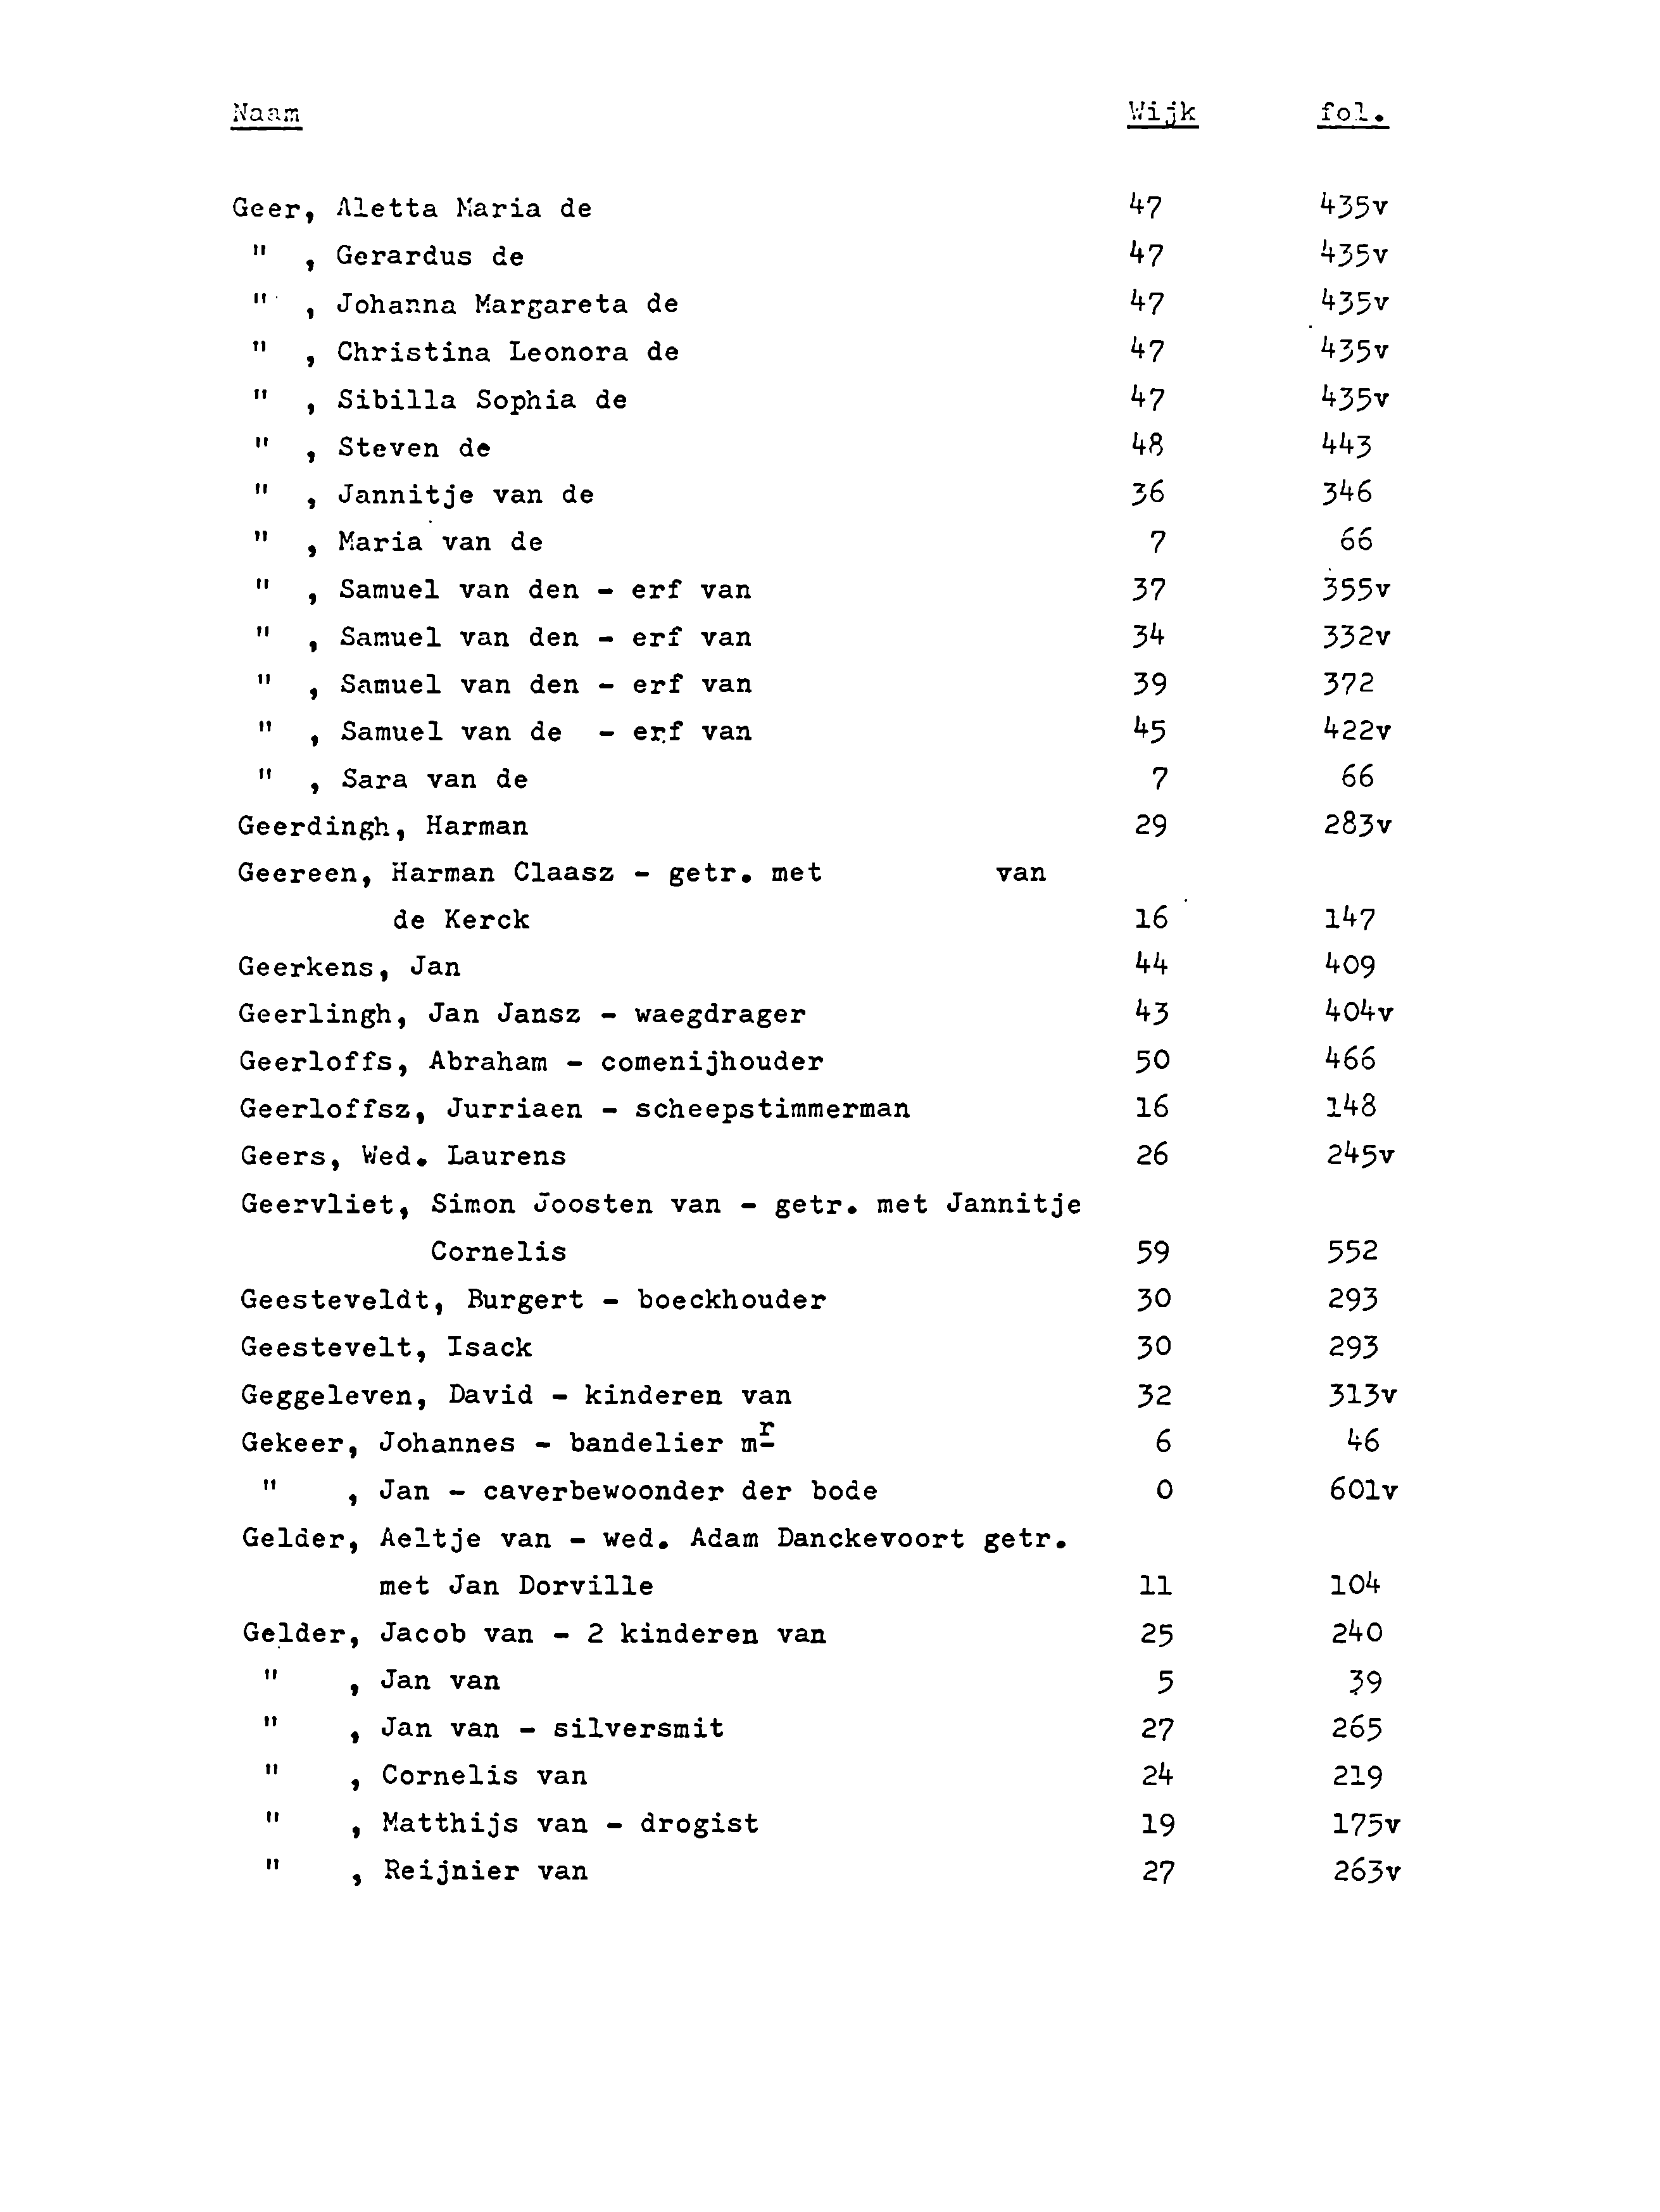 Naam Wijk fol.
Geer, Aletta Maria de 47 435v
" , Gerardus de 47 435v
" , Johanna Margareta de 47 435v
" , Christina Leonora de 47 435v
" , Sibilla Sophia de 47 435v
" , Steven de 48 443
" , Jannitje van de 36 346
" , Maria van de 7 66
" , Samuel van den - erf van 37 355v
" , Samuel van den - erf van 34 332v
" , Samuel van den - erf van 39 372
" , Samuel van de - erf van 45 422v
" , Sara van de 7 66
Geerdingh, Harman 29 283v
Geereen, Harman Claasz - getr. met van
de Kerck 16 147
Geerkens, Jan 44 409
Geerlingh, Jan Jansz - waegdrager 43 404v
Geerloffs, Abraham - comenijhouder 50 466
Geerloffsz, Jurriaen - scheepstimmerman 16 148
Geers, Wed. Laurens 26 245v
Geervliet, Simon Joosten van - getr. met Jannitje
Cornelis 59 552
Geesteveldt, Burgert - boeckhouder 30 293
Geestevelt, Isack 30 293
Geggeleven, David - kinderen van 32 313v
Gekeer, Johannes - bandelier mr 6 46
" , Jan - caverbewoonder der bode 0 601v
Gelder, Aeltje van - wed. Adam Danckevoort getr.
met Jan Dorville 11 104
Gelder, Jacob van - 2 kinderen van 25 240
" , Jan van 5 39
" , Jan van - silversmit 27 265
" , Cornelis van 24 219
" , Matthijs van - drogist 19 175v
" , Reijnier van 27 263v